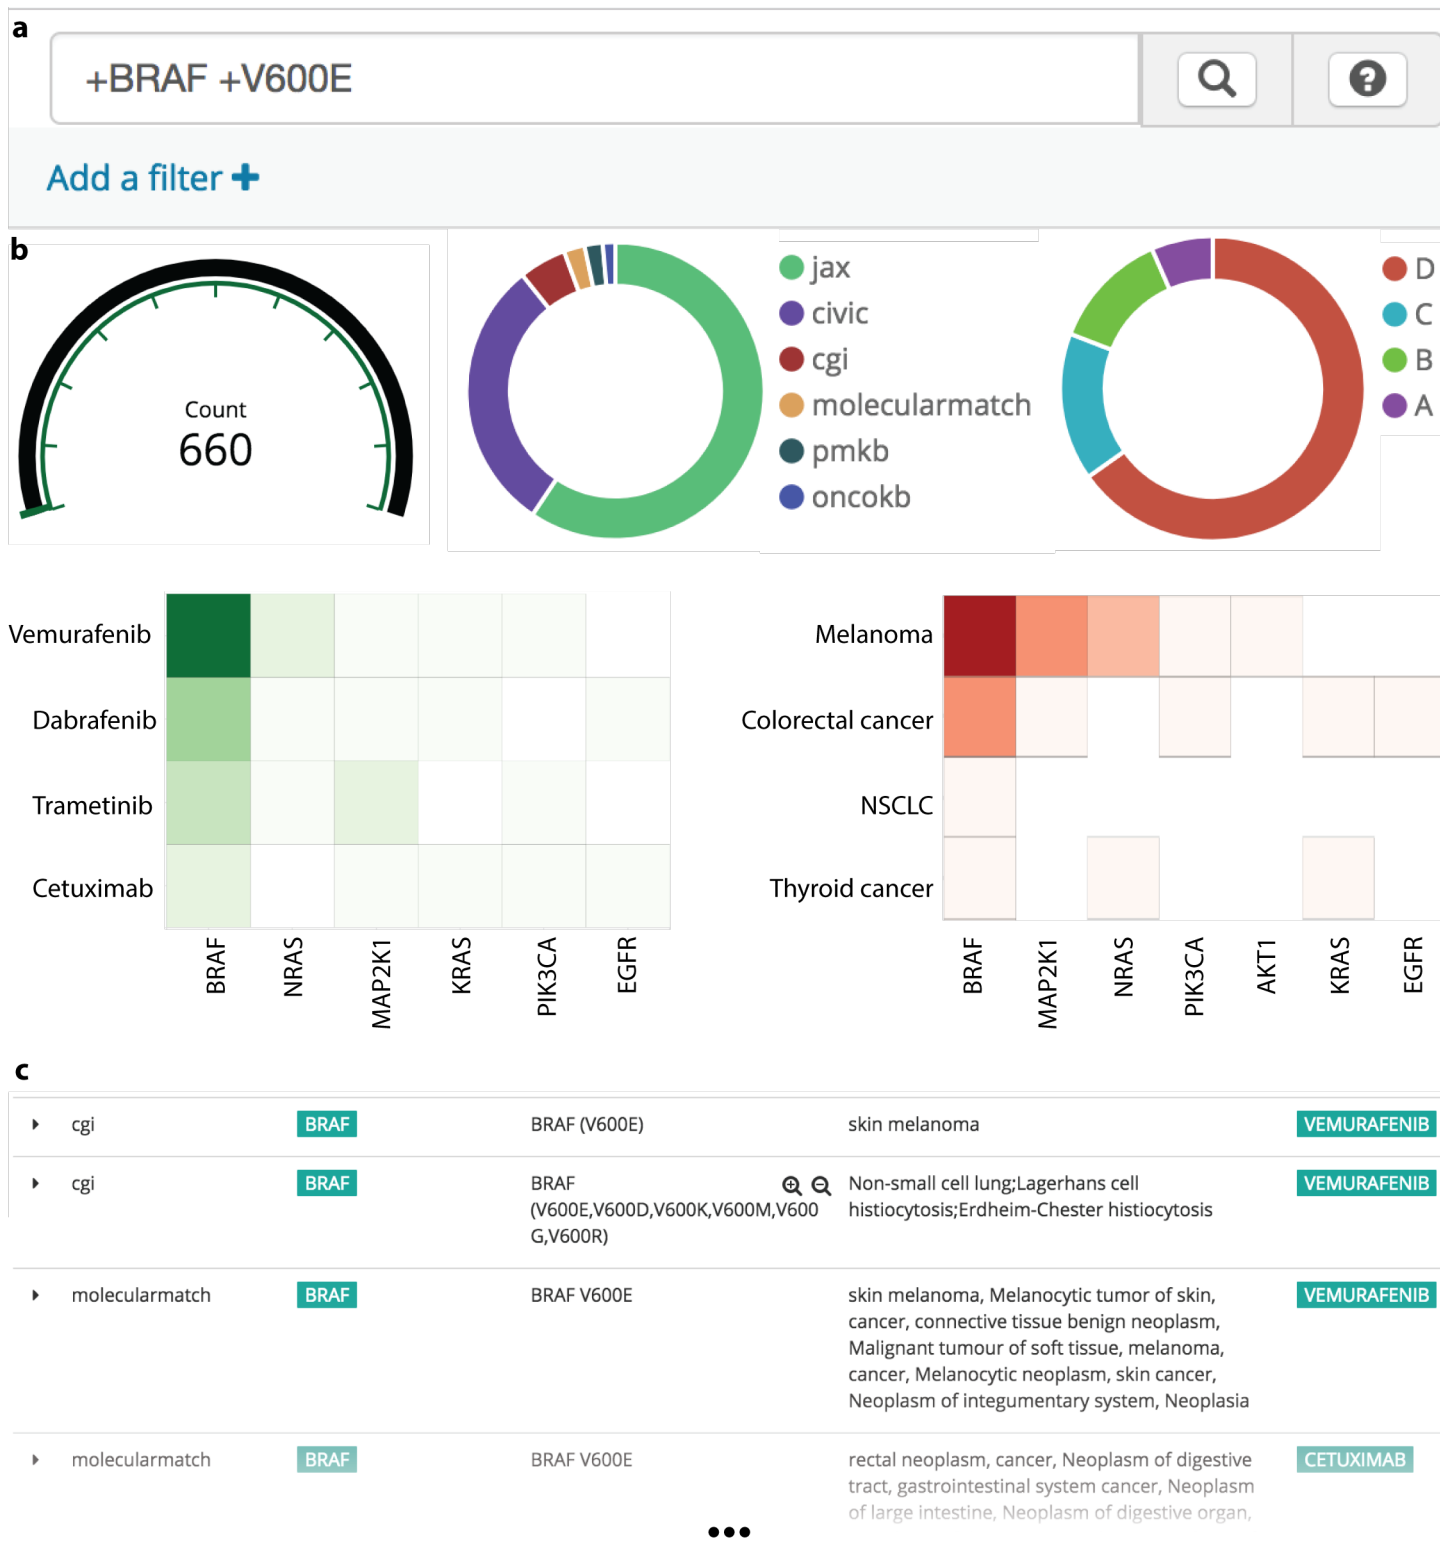 a
+BRAF +V600E
Add a filter
b
Count
660
jax
civic
cgi
molecularmatch
pmkb
oncokb
D
C
B
A
Vemurafenib
Dabrafenib
Trametinib
Cetuximab
BRAF
NRAS
MAP2K1
KRAS
PIK3CA
EGFR
Melanoma
Colorectal cancer
NSCLC
Thyroid cancer
BRAF
MAP2K1
NRAS
PIK3CA
AKT1
KRAS
EGFR
c
cgi BRAF BRAF (V600E) skin melanoma VEMURAFENIB
cgi BRAF BRAF Non-small cell lung;Lagerhans cell VEMURAFENIB
(V600E,V600D,V600K,V600M,V600 histiocytosis;Erdheim-Chester histiocytosis
G,V600R)
molecularmatch BRAF BRAF V600E skin melanoma, Melanocytic tumor of skin, VEMURAFENIB
cancer, connective tissue benign neoplasm,
Malignant tumour of soft tissue, melanoma,
cancer, Melanocytic neoplasm, skin cancer,
Neoplasm of integumentary system, Neoplasia
molecularmatch BRAF BRAF V600E rectal neoplasm, cancer, Neoplasm of digestive CETUXIMAB
tract, gastrointestinal system cancer, Neoplasm
of large intestine, Neoplasm of digestive organ,
•••